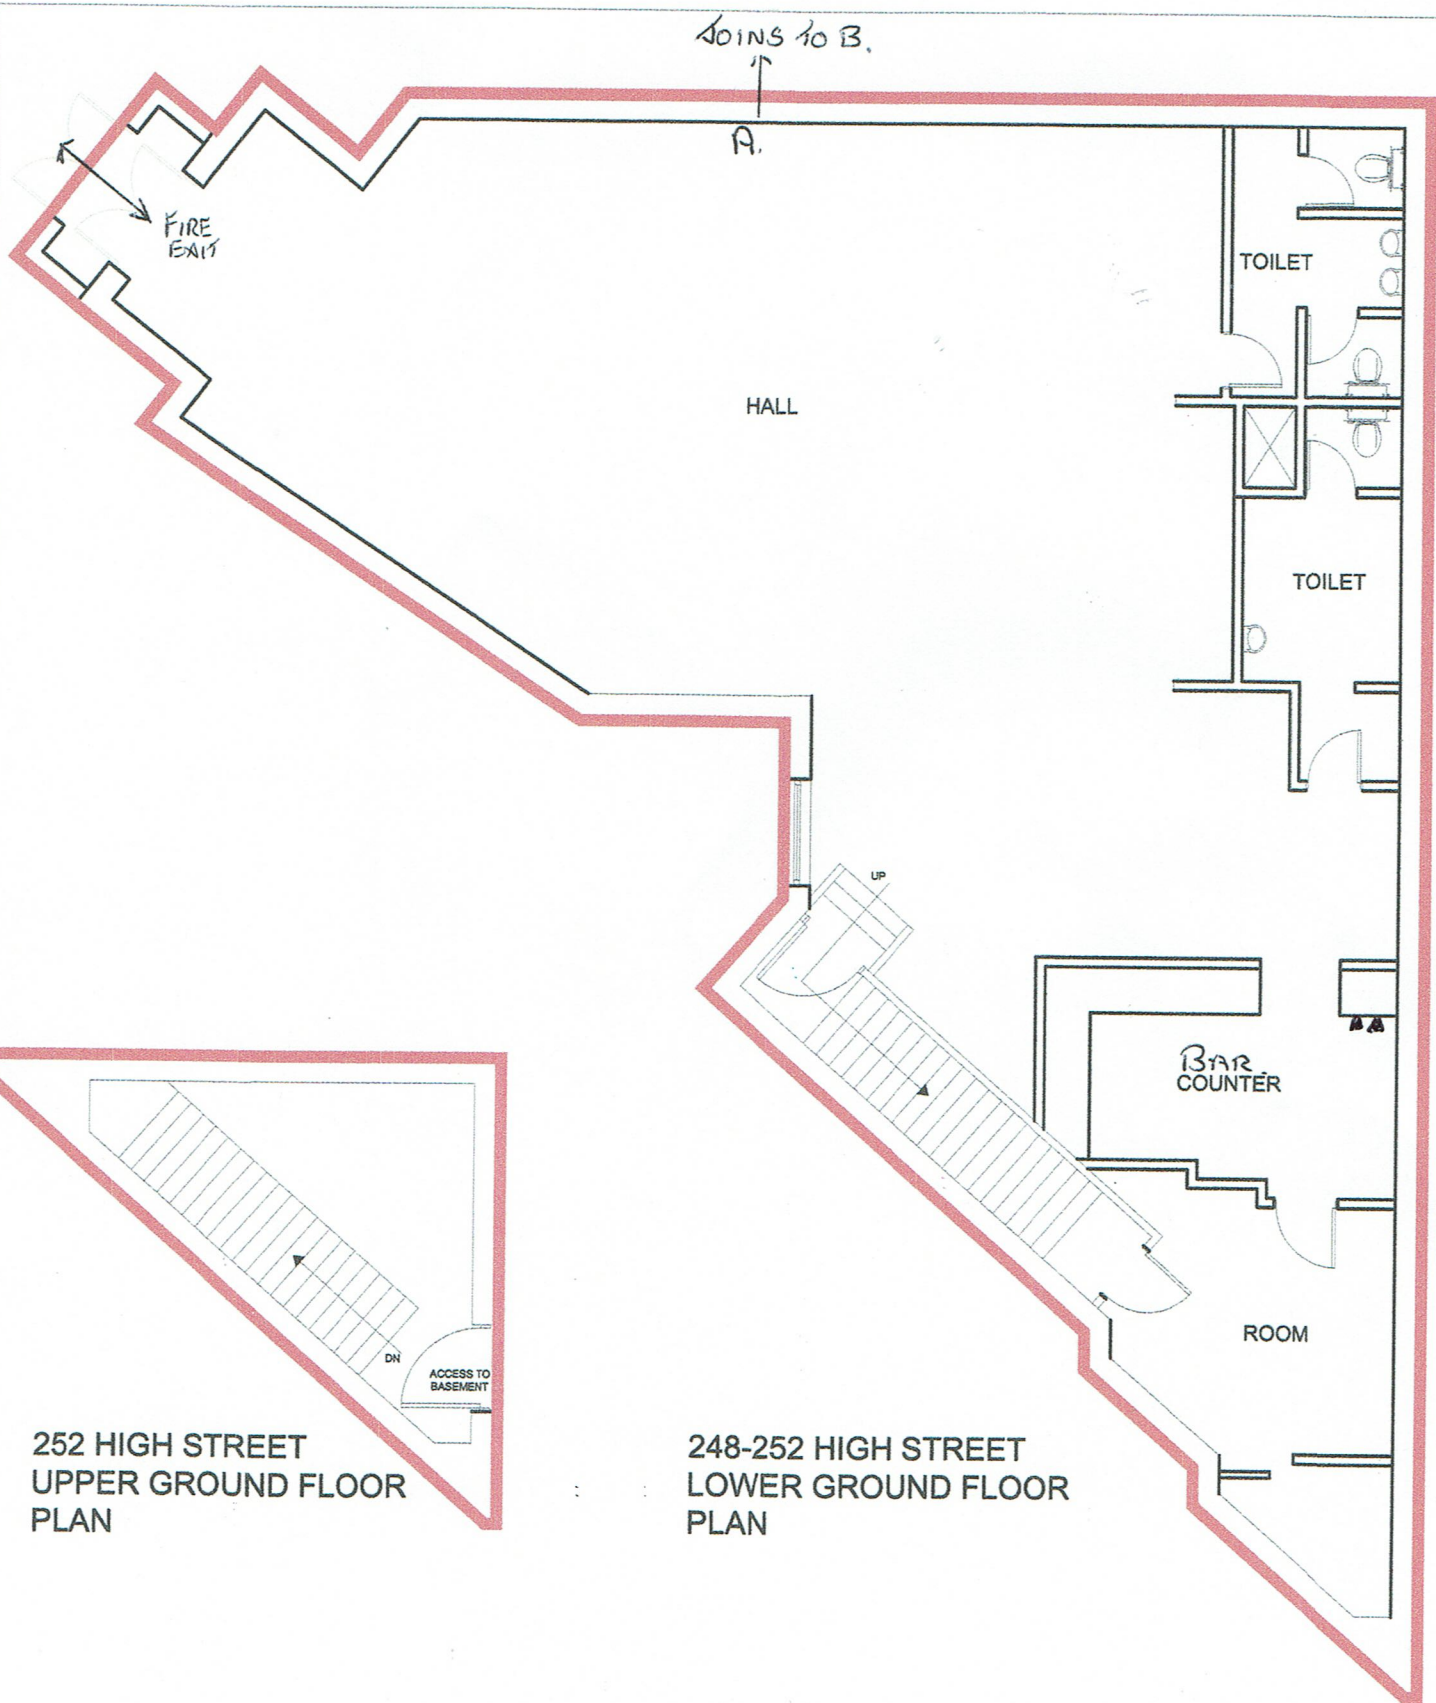 JOINS TO B.
A.
FIRE
EXIT
TOILET
HALL
TOILET
UP
BAR.
COUNTER
ROOM
DN
ACCESS TO
BASEMENT
252 HIGH STREET
UPPER GROUND FLOOR
PLAN
248-252 HIGH STREET
LOWER GROUND FLOOR
PLAN